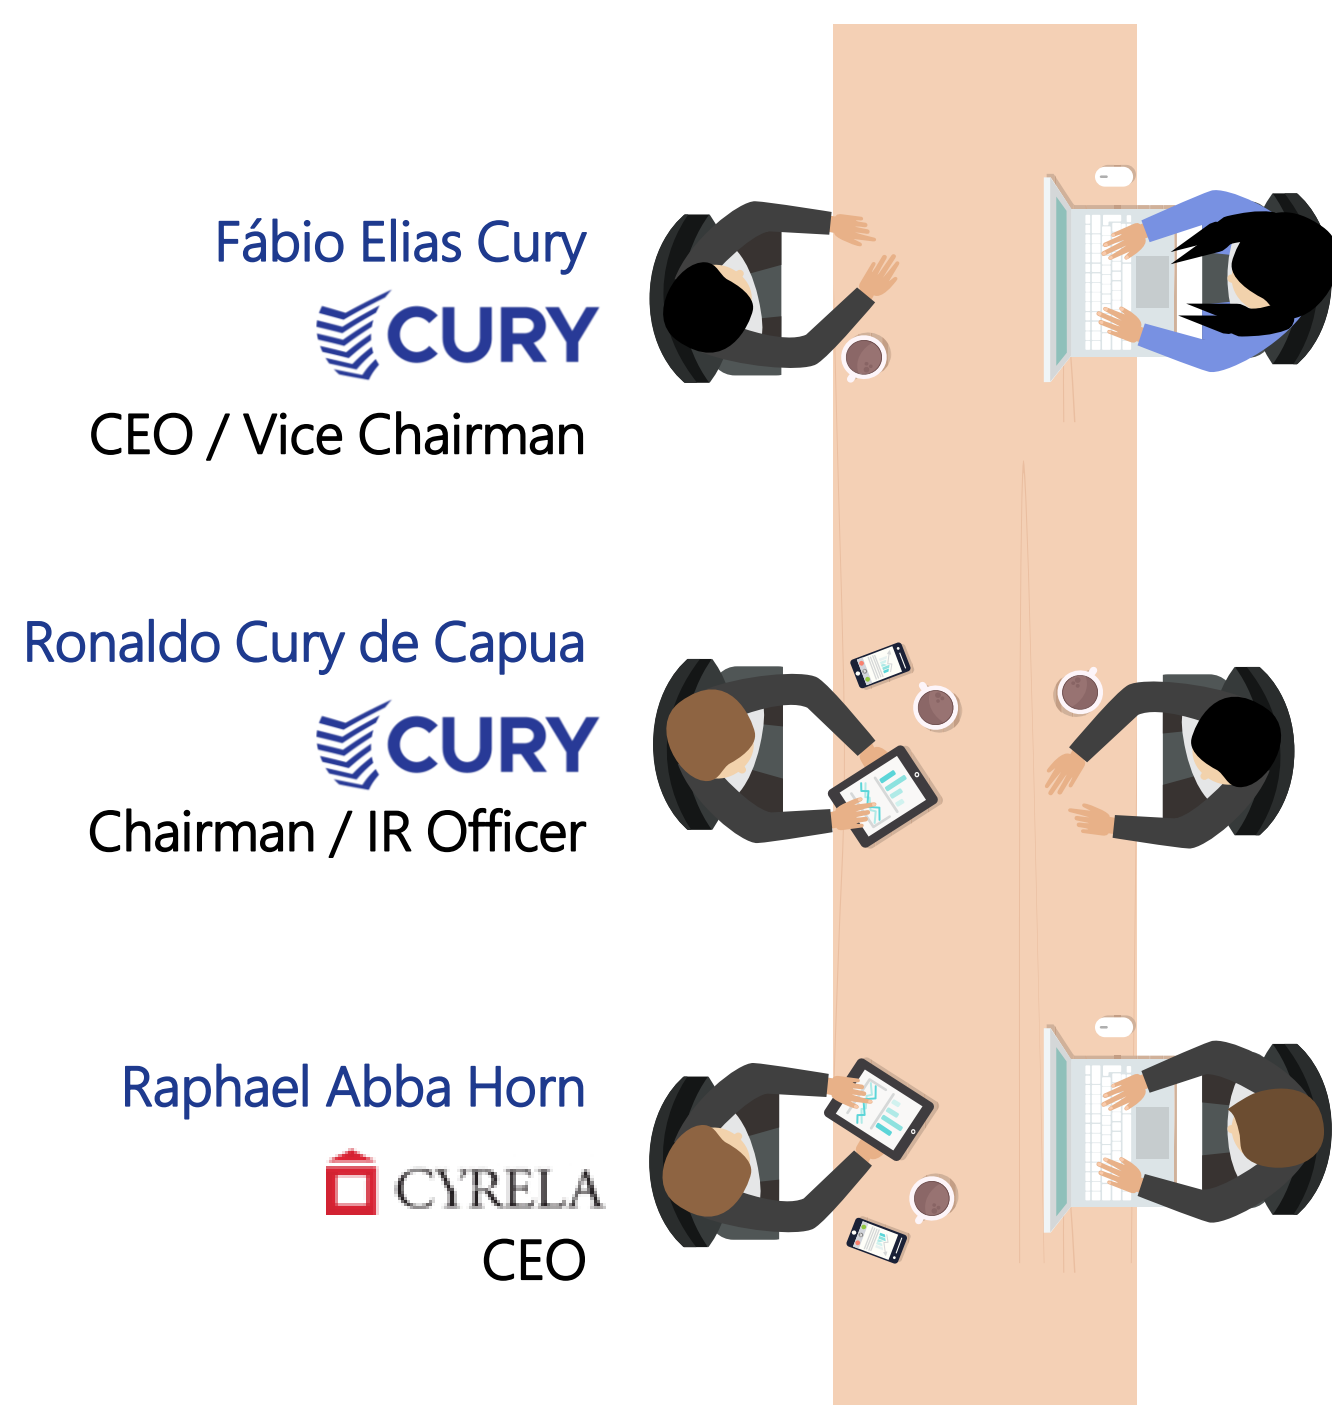 Fábio Elias Cury
CURY
CEO / Vice Chairman
Ronaldo Cury de Capua
CURY
Chairman / IR Officer
Raphael Abba Horn
CYRELA
CEO